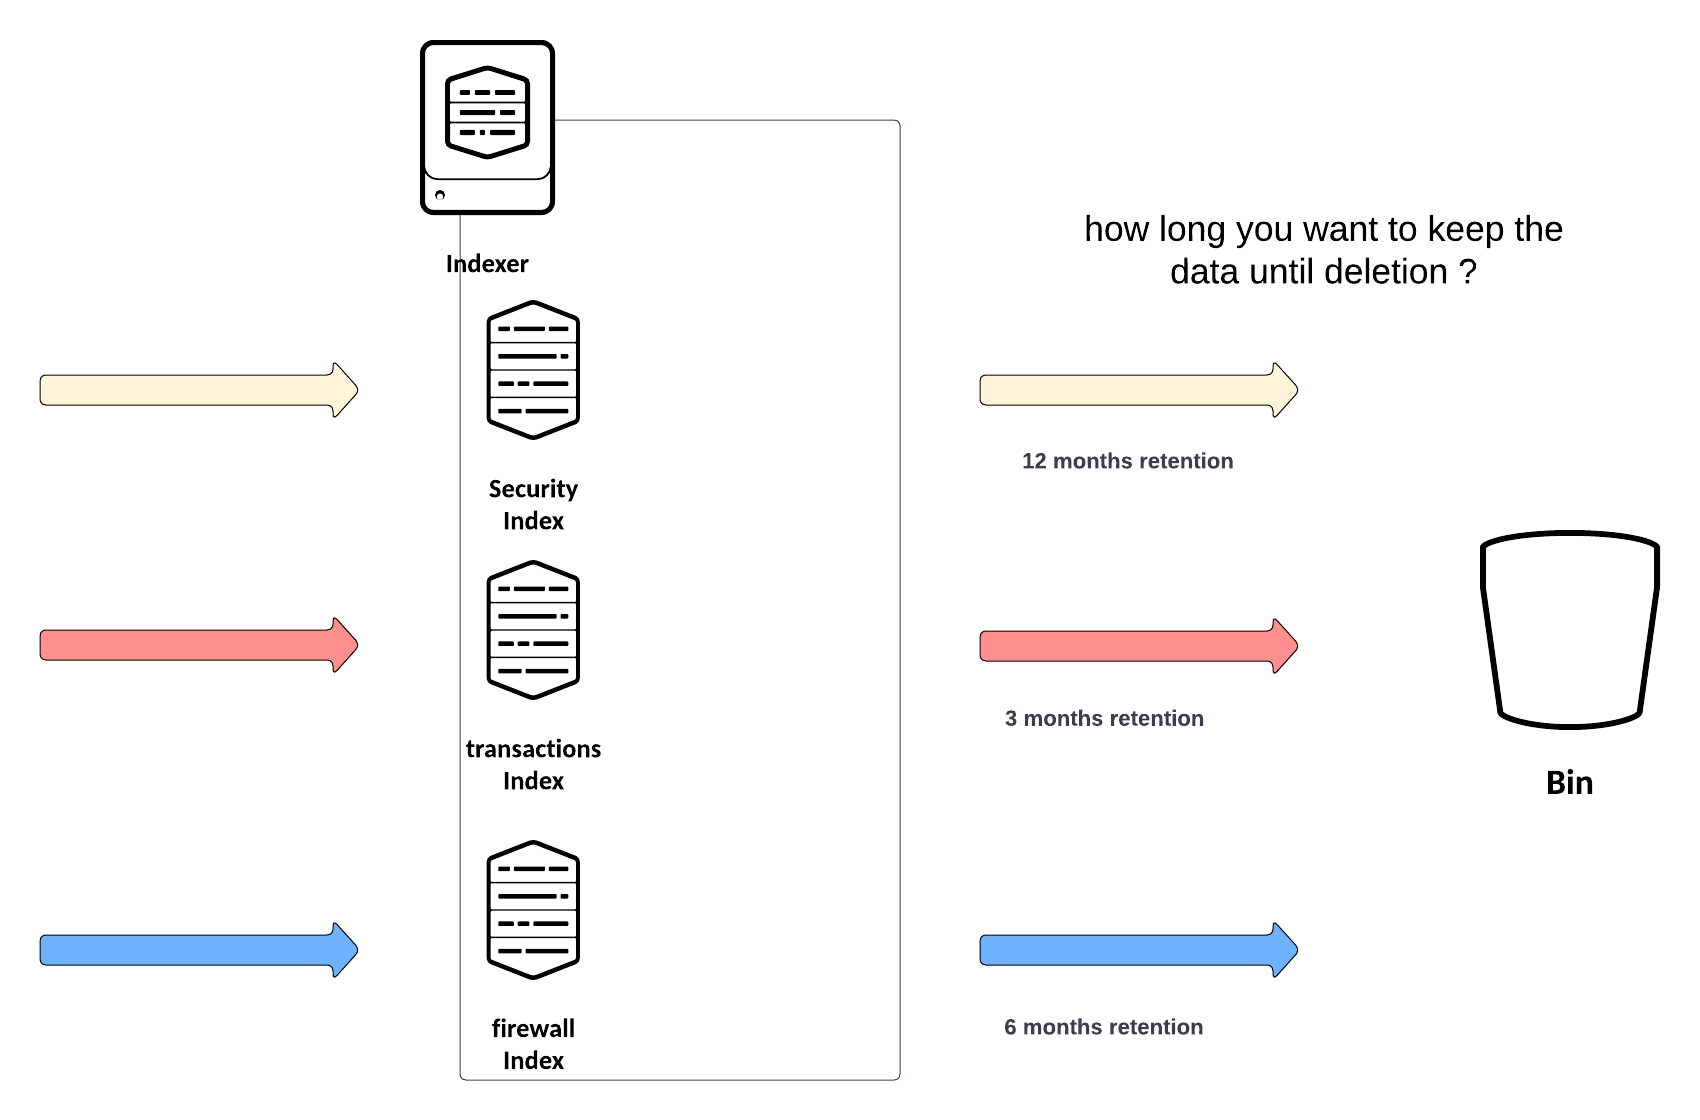 Indexer
how long you want to keep the
data until deletion ?
12 months retention
Security
Index
3 months retention
transactions
Index
Bin
6 months retention
firewall
Index